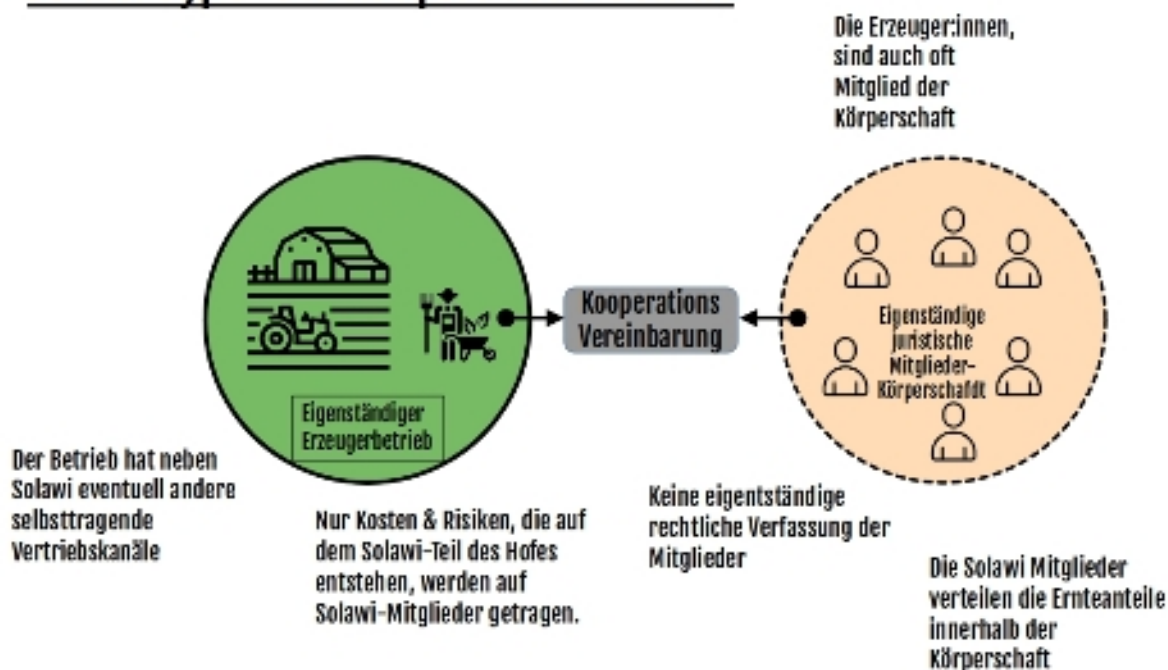 Die Erzeuger:innen,
sind auch oft
Mitglied der
Körperschaft
Kooperations
Vereinbarung
Eigenständige
juristische
Mitglieder-
Körperschafdt
Eigenständiger
Erzeugerbetrieb
Der Betrieb hat neben
Solawi eventuell andere
selbsttragende
Vertriebskanäle
Nur Kosten & Risiken, die auf
dem Solawi-Teil des Hofes
entstehen, werden auf
Solawi-Mitglieder getragen.
Keine eigentständige
rechtliche Verfassung der
Mitglieder
Die Solawi Mitglieder
verteilen die Ernteanteile
innerhalb der
Körperschaft